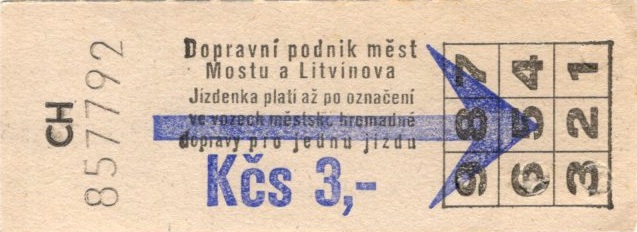 CH
857792
Dopravní podnik měst
Mostu a Litvínova
Jízdenka platí až po označení
ve vozech městsk. hromadné
dopravy pro jednu jízdu
Kčs 3,-
7 4 1
8 5 2
9 6 3